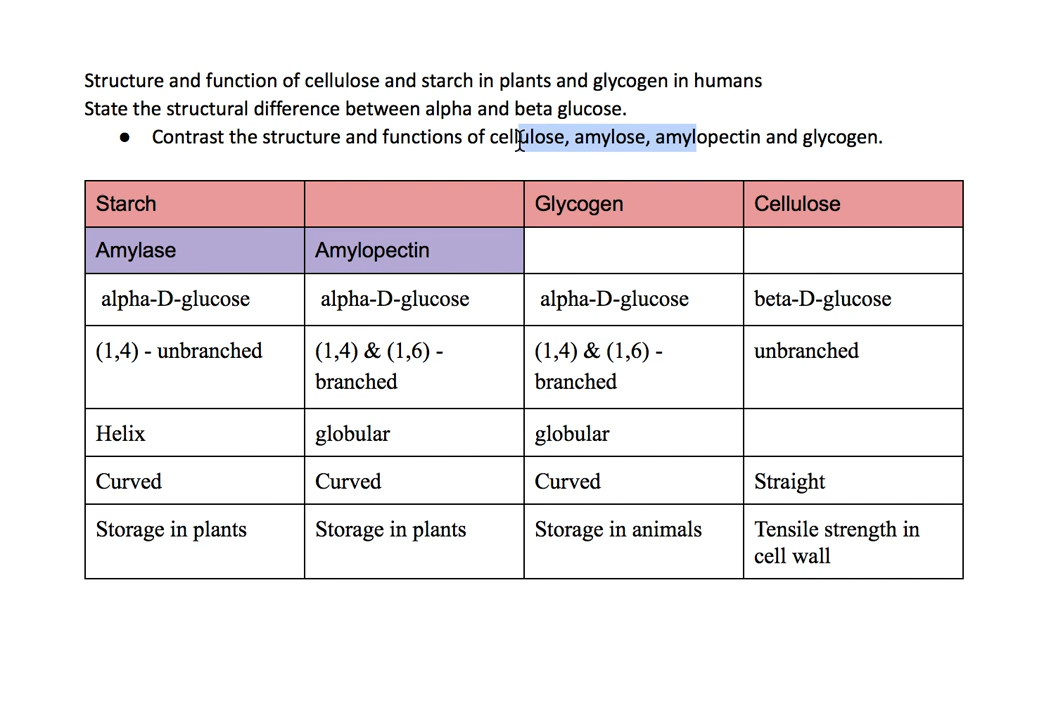 Structure and function of cellulose and starch in plants and glycogen in humans
State the structural difference between alpha and beta glucose.
● Contrast the structure and functions of cellulose, amylose, amylopectin and glycogen.
Starch Glycogen Cellulose
Amylase Amylopectin
alpha-D-glucose alpha-D-glucose alpha-D-glucose beta-D-glucose
(1,4) - unbranched (1,4) & (1,6) - (1,4) & (1,6) - unbranched
branched branched
Helix globular globular
Curved Curved Curved Straight
Storage in plants Storage in plants Storage in animals Tensile strength in
cell wall